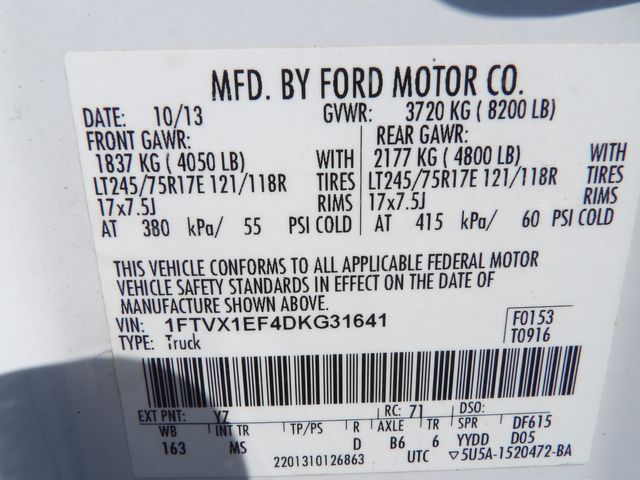 MFD. BY FORD MOTOR CO.
DATE: 10/13 GVWR: 3720 KG ( 8200 LB)
FRONT GAWR: REAR GAWR:
1837 KG ( 4050 LB) WITH 2177 KG ( 4800 LB) WITH
LT245/75R17E 121/118R TIRES LT245/75R17E 121/118R TIRES
17x7.5J RIMS 17x7.5J RIMS
AT 380 kPa/ 55 PSI COLD AT 415 kPa/ 60 PSI COLD
THIS VEHICLE CONFORMS TO ALL APPLICABLE FEDERAL MOTOR
VEHICLE SAFETY STANDARDS IN EFFECT ON THE DATE OF
MANUFACTURE SHOWN ABOVE.
VIN: 1FTVX1EF4DKG31641 F0153
TYPE: Truck T0916
EXT PNT: YZ RC: 71 DSO:
WB INT TR TP/PS R AXLE TR SPR DF615
163 MS D B6 6 YYDD D05
2201310126863 UTC ▽5U5A-1520472-BA